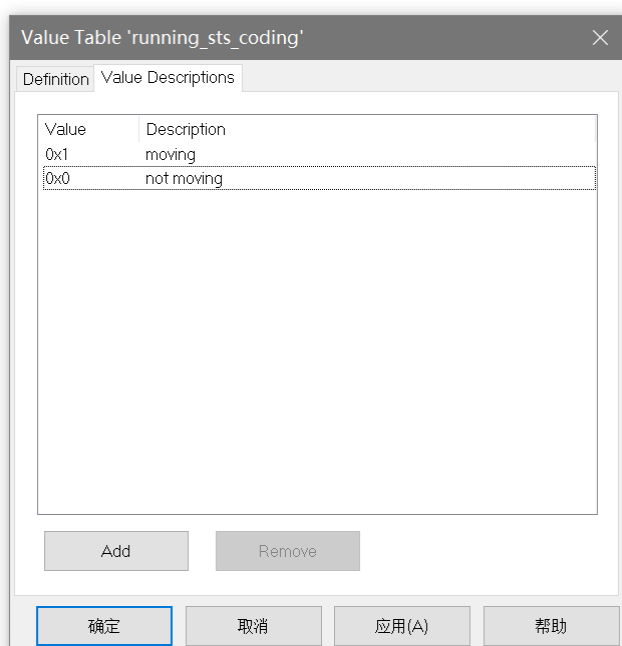 Value Table 'running_sts_coding'
Definition Value Descriptions
Value Description
0x1 moving
0x0 not moving
Add Remove
确定 取消 应用(A) 帮助